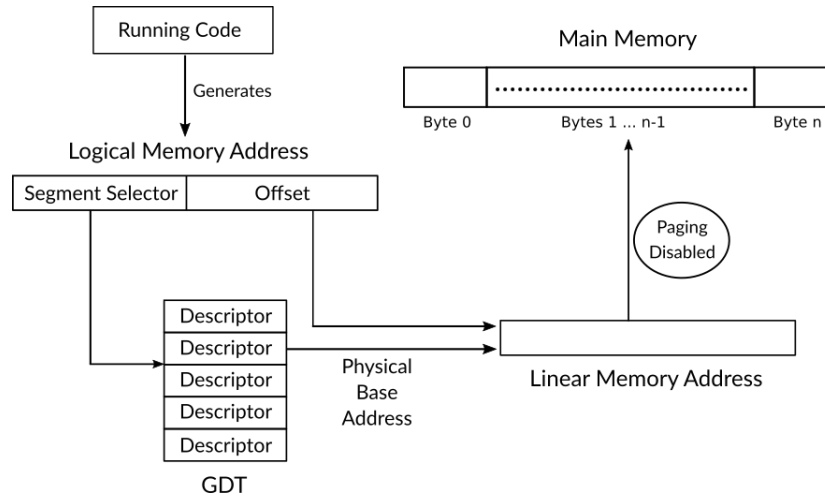 Running Code
Generates
Logical Memory Address
Segment Selector
Offset
Main Memory
Byte 0
Bytes 1 ... n-1
Byte n
Paging
Disabled
Descriptor
Descriptor
Descriptor
Descriptor
Descriptor
GDT
Physical
Base
Address
Linear Memory Address